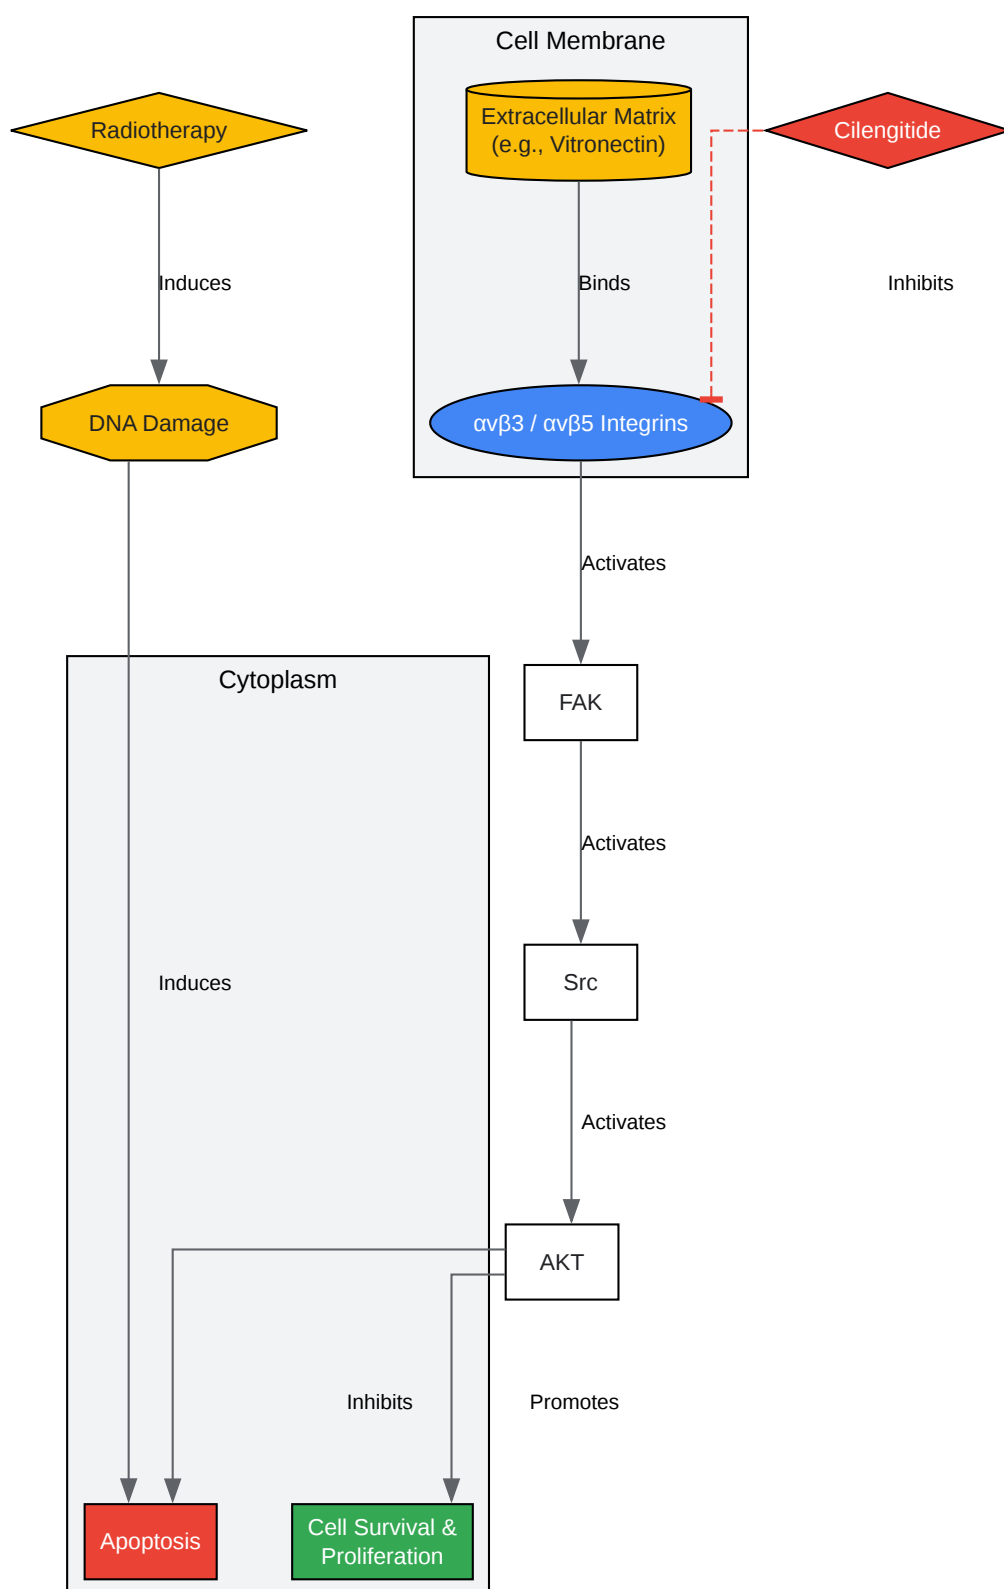 Cell Membrane
Radiotherapy
Extracellular Matrix
(e.g., Vitronectin)
Cilengitide
Induces
Binds
Inhibits
DNA Damage
αvβ3 / αvβ5 Integrins
Activates
Cytoplasm
FAK
Activates
Induces
Src
Activates
AKT
Inhibits
Promotes
Apoptosis
Cell Survival &
Proliferation